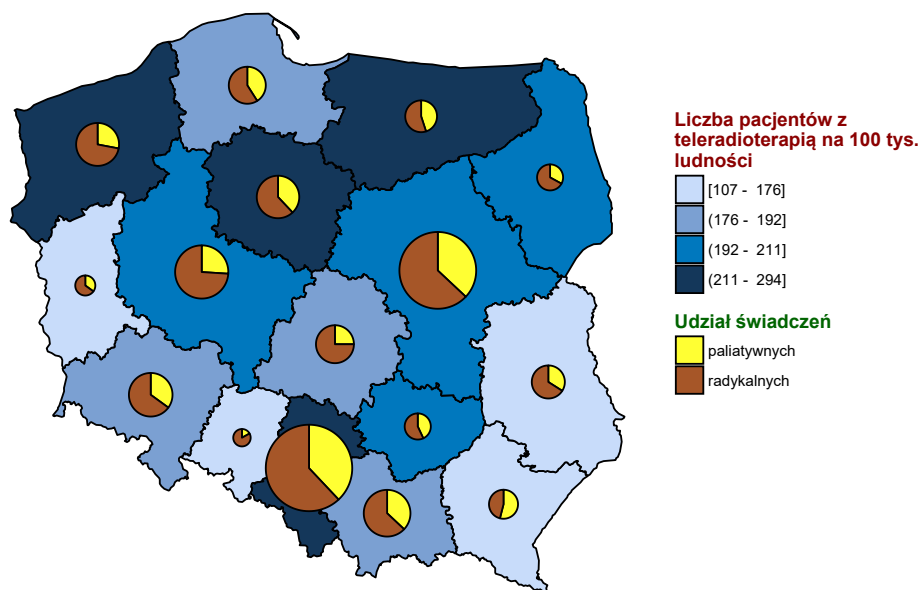 Liczba pacjentów z
teleradioterapią na 100 tys.
ludności
[107 - 176]
(176 - 192]
(192 - 211]
(211 - 294]
Udział świadczeń
paliatywnych
radykalnych